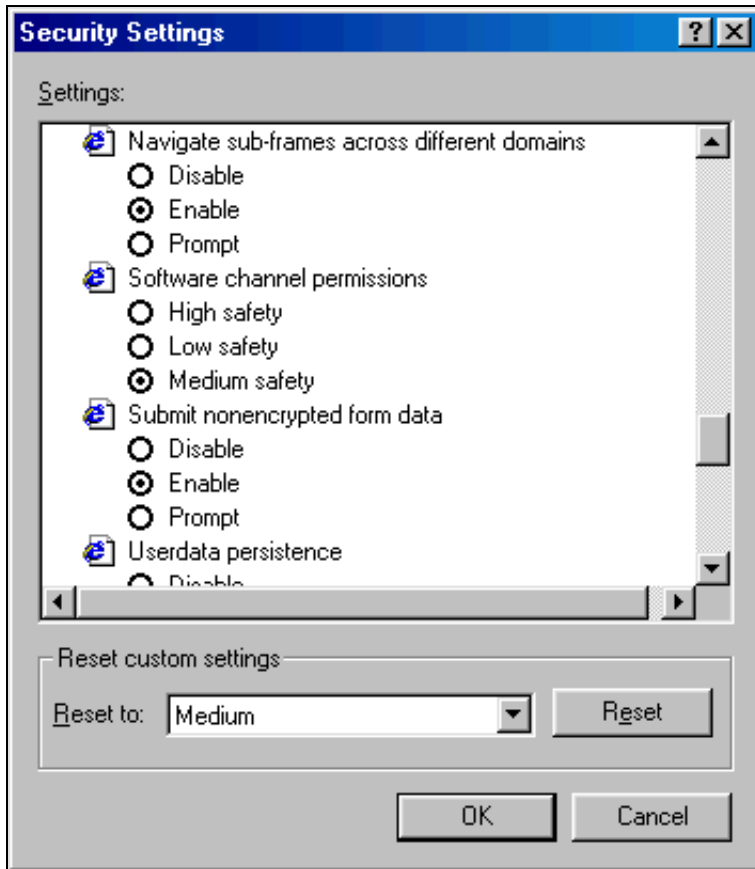 Security Settings
Settings:
Navigate sub-frames across different domains
Disable
Enable
Prompt
Software channel permissions
High safety
Low safety
Medium safety
Submit nonencrypted form data
Disable
Enable
Prompt
Userdata persistence
Disable
Reset custom settings
Reset to: Medium Reset
OK Cancel